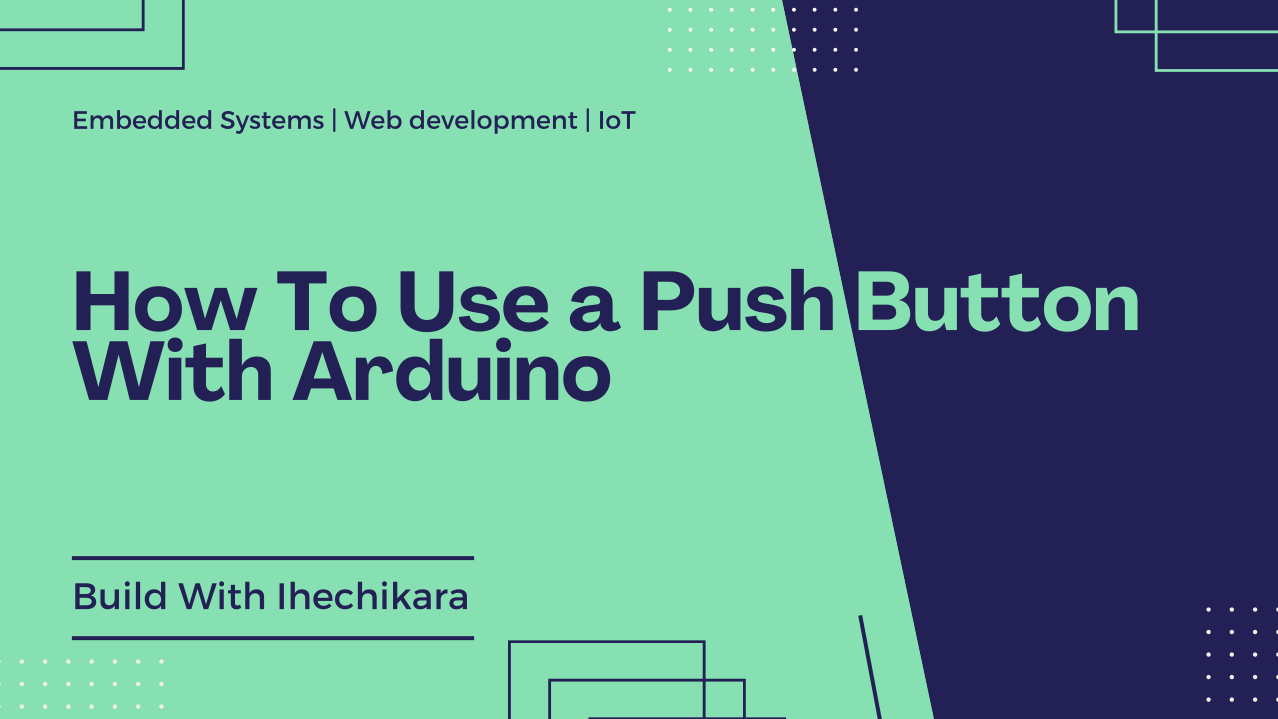 Embedded Systems | Web development | IoT
How To Use a Push Button
With Arduino
Build With Ihechikara